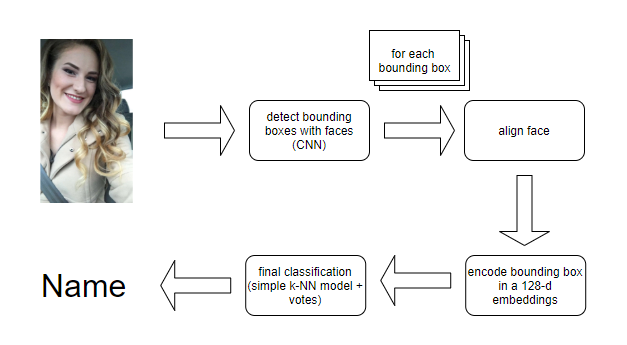 for each
bounding box
detect bounding
boxes with faces
(CNN)
align face
encode bounding box
in a 128-d
embeddings
final classification
(simple k-NN model +
votes)
Name